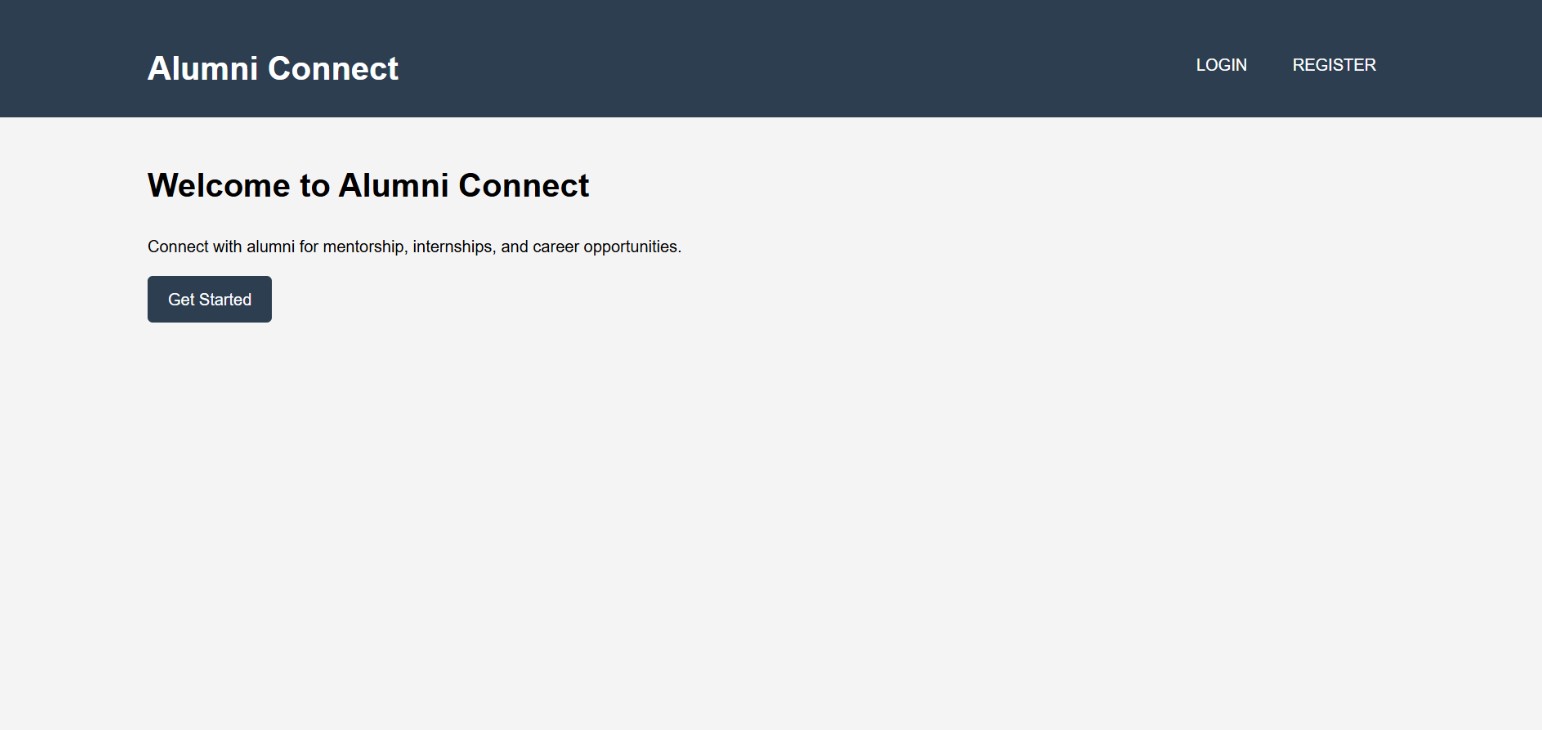 Alumni Connect
LOGIN REGISTER
Welcome to Alumni Connect
Connect with alumni for mentorship, internships, and career opportunities.
Get Started